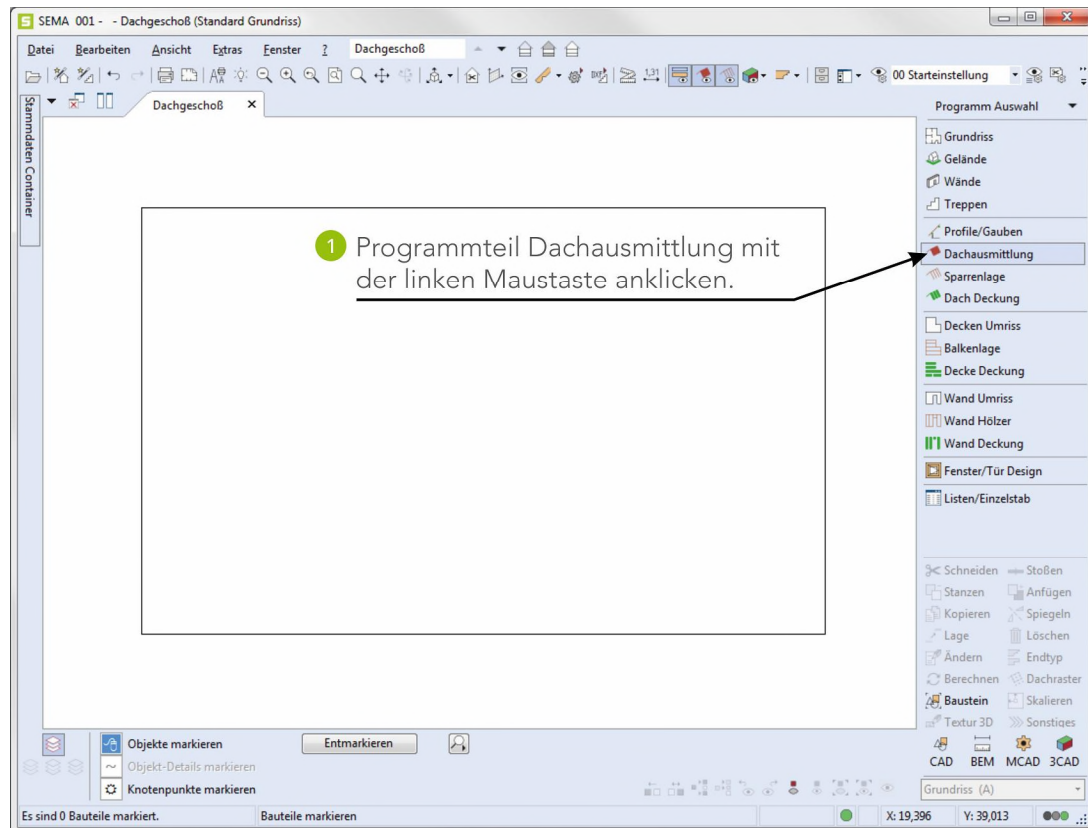 SEMA 001 - - Dachgeschoß (Standard Grundriss)
Datei Bearbeiten Ansicht Extras Fenster ? Dachgeschoß
00 Starteinstellung
Dachgeschoß X
Stammdaten Container
Programm Auswahl
Grundriss
Gelände
Wände
Treppen
Profile/Gauben
Dachausmittlung
Sparrenlage
Dach Deckung
Decken Umriss
Balkenlage
Decke Deckung
Wand Umriss
Wand Hölzer
Wand Deckung
Fenster/Tür Design
Listen/Einzelstab
1 Programmteil Dachausmittlung mit
der linken Maustaste anklicken.
Schneiden Stoßen
Stanzen Anfügen
Kopieren Spiegeln
Lage Löschen
Ändern Endtyp
Berechnen Dachraster
Baustein Skalieren
Textur 3D Sonstiges
CAD BEM MCAD 3CAD
Grundriss (A)
Objekte markieren Entmarkieren
Objekt-Details markieren
Knotenpunkte markieren
Es sind 0 Bauteile markiert. Bauteile markieren X: 19,396 Y: 39,013